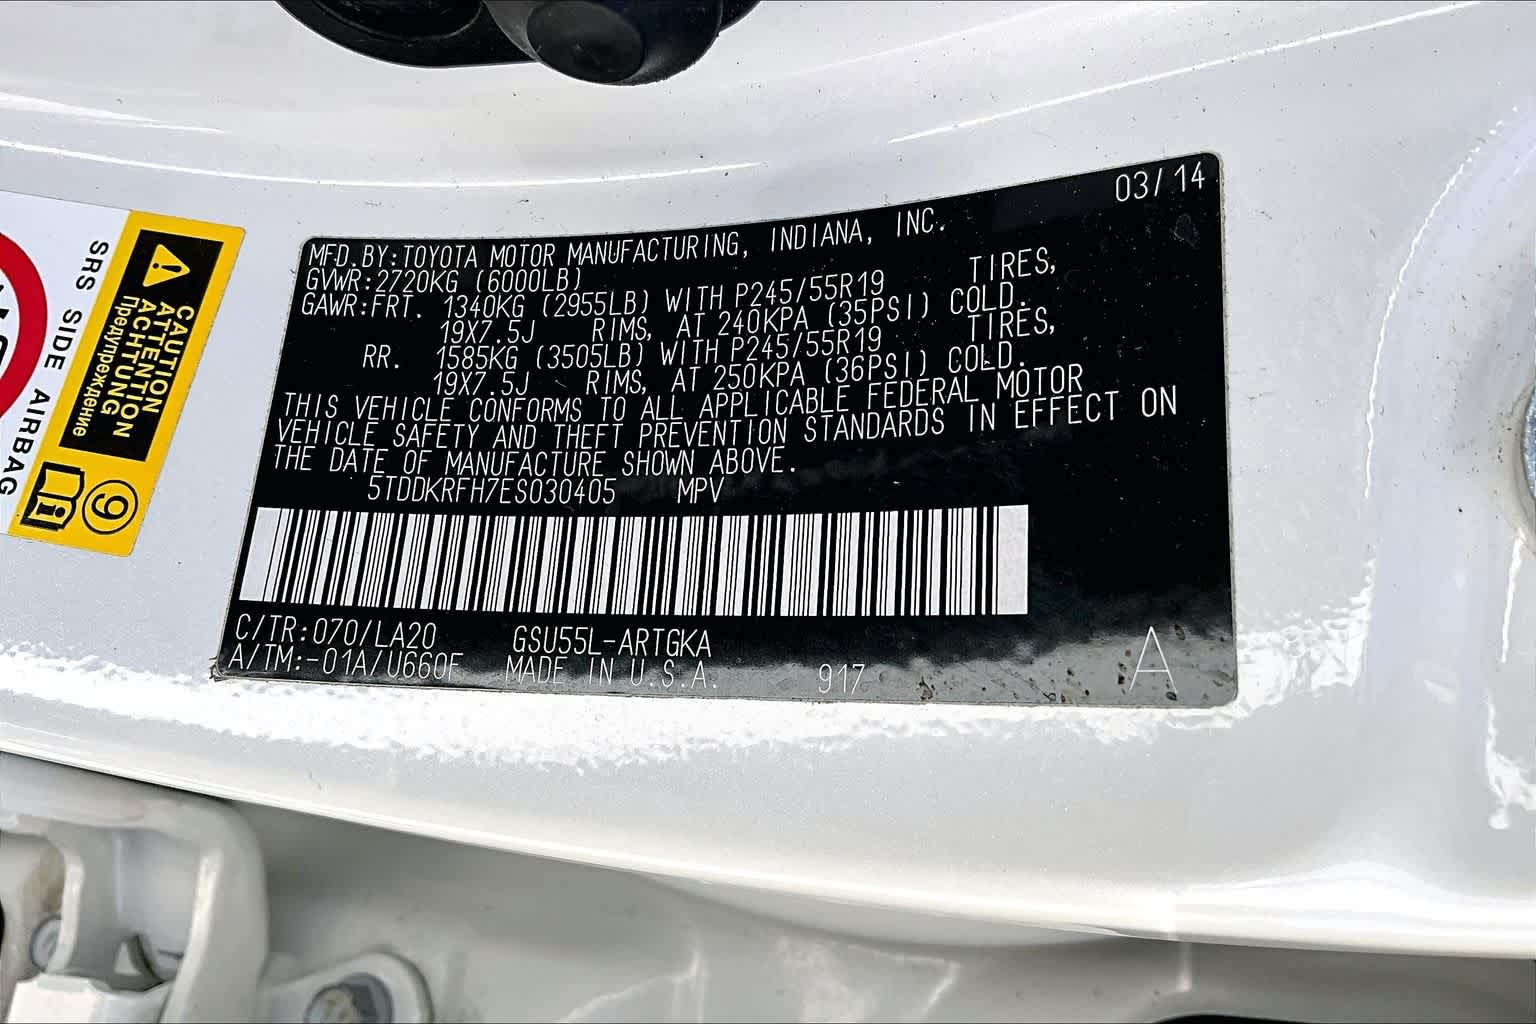 03/14
MFD.BY:TOYOTA MOTOR MANUFACTURING, INDIANA, INC.
GVWR:2720KG (6000LB)
GAWR:FRT. 1340KG (2955LB) WITH P245/55R19 TIRES,
19X7.5J RIMS, AT 240KPA (35PSI) COLD.
RR. 1585KG (3505LB) WITH P245/55R19 TIRES,
19X7.5J RIMS, AT 250KPA (36PSI) COLD.
THIS VEHICLE CONFORMS TO ALL APPLICABLE FEDERAL MOTOR
VEHICLE SAFETY AND THEFT PREVENTION STANDARDS IN EFFECT ON
THE DATE OF MANUFACTURE SHOWN ABOVE.
5TDDKRFH7ES030405 MPV
C/TR:070/LA20 GSU55L-ARTGKA
A/TM:-01A/U660F MADE IN U.S.A. 917 A
SRS SIDE AIRBAG
CAUTION
ATTENTION
ACHTUNG
Предупреждение
9